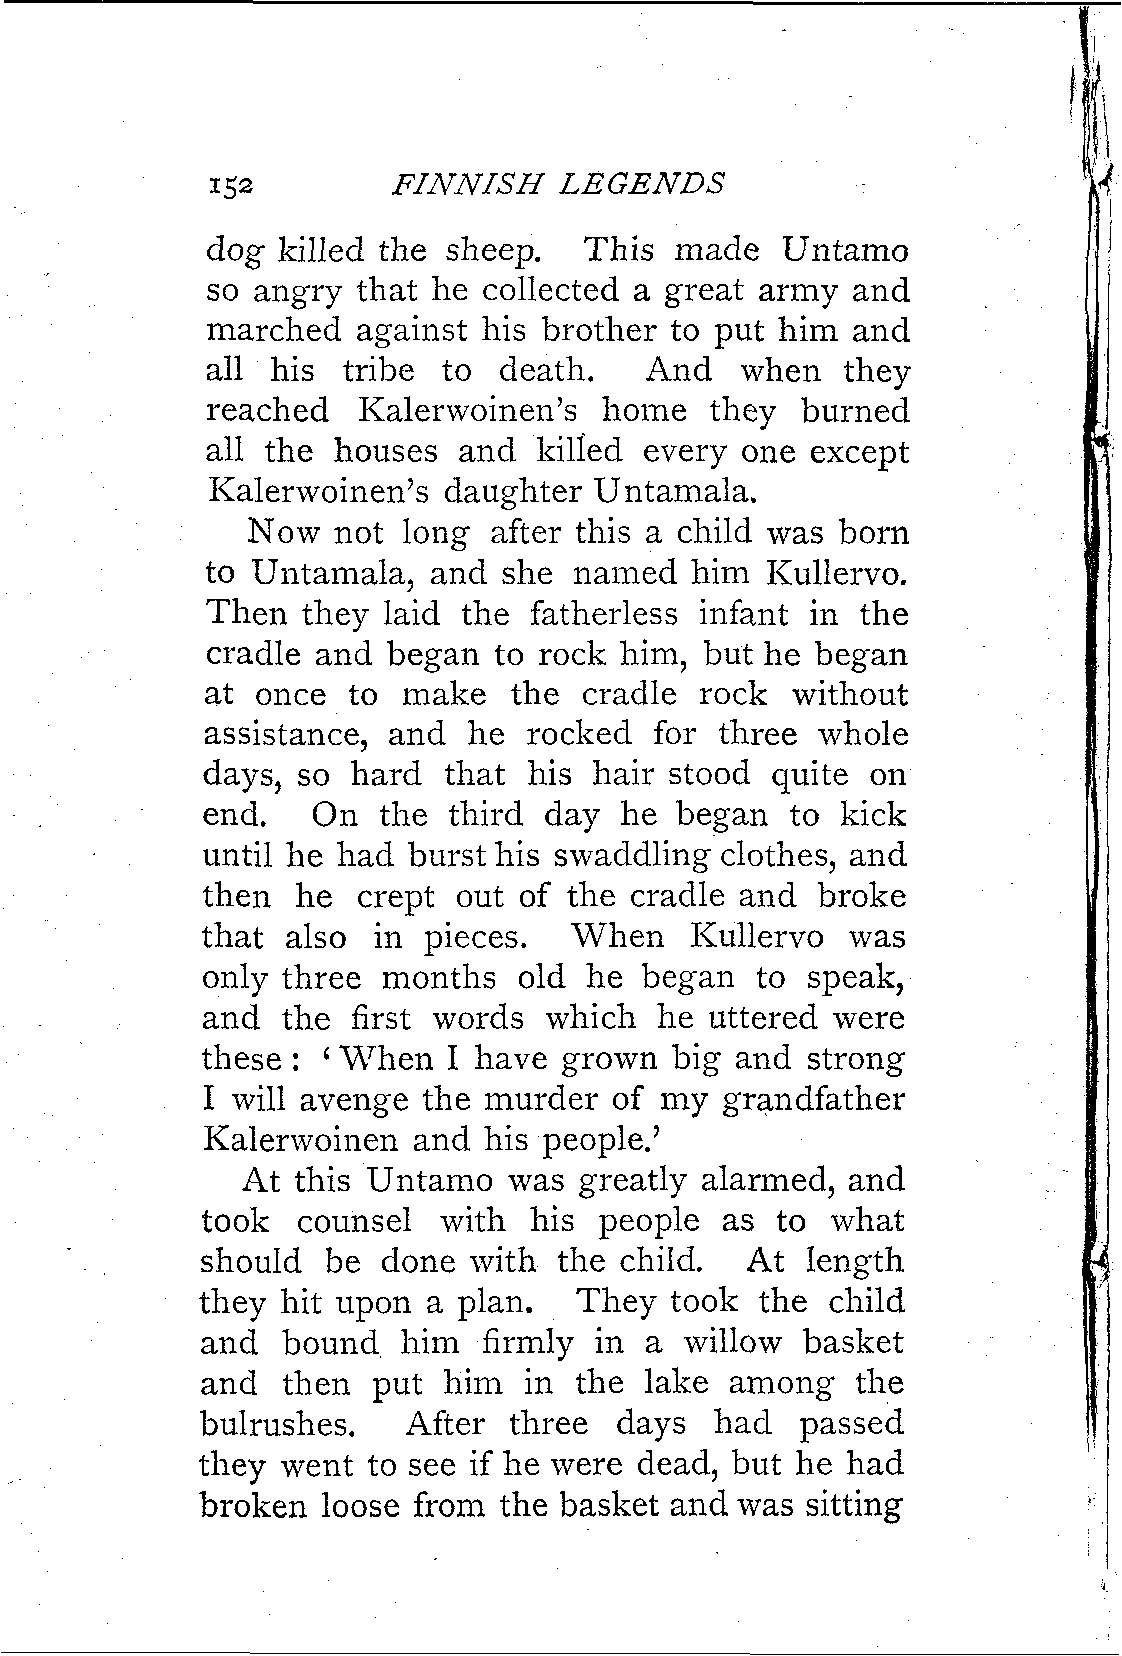 152 FINNISH LEGENDS
dog killed the sheep. This made Untamo
so angry that he collected a great army and
marched against his brother to put him and
all his tribe to death. And when they
reached Kalerwoinen's home they burned
all the houses and killed every one except
Kalerwoinen's daughter Untamala.
Now not long after this a child was born
to Untamala, and she named him Kullervo.
Then they laid the fatherless infant in the
cradle and began to rock him, but he began
at once to make the cradle rock without
assistance, and he rocked for three whole
days, so hard that his hair stood quite on
end. On the third day he began to kick
until he had burst his swaddling clothes, and
then he crept out of the cradle and broke
that also in pieces. When Kullervo was
only three months old he began to speak,
and the first words which he uttered were
these : ‘ When I have grown big and strong
I will avenge the murder of my grandfather
Kalerwoinen and his people.’
At this Untamo was greatly alarmed, and
took counsel with his people as to what
should be done with the child. At length
they hit upon a plan. They took the child
and bound him firmly in a willow basket
and then put him in the lake among the
bulrushes. After three days had passed
they went to see if he were dead, but he had
broken loose from the basket and was sitting